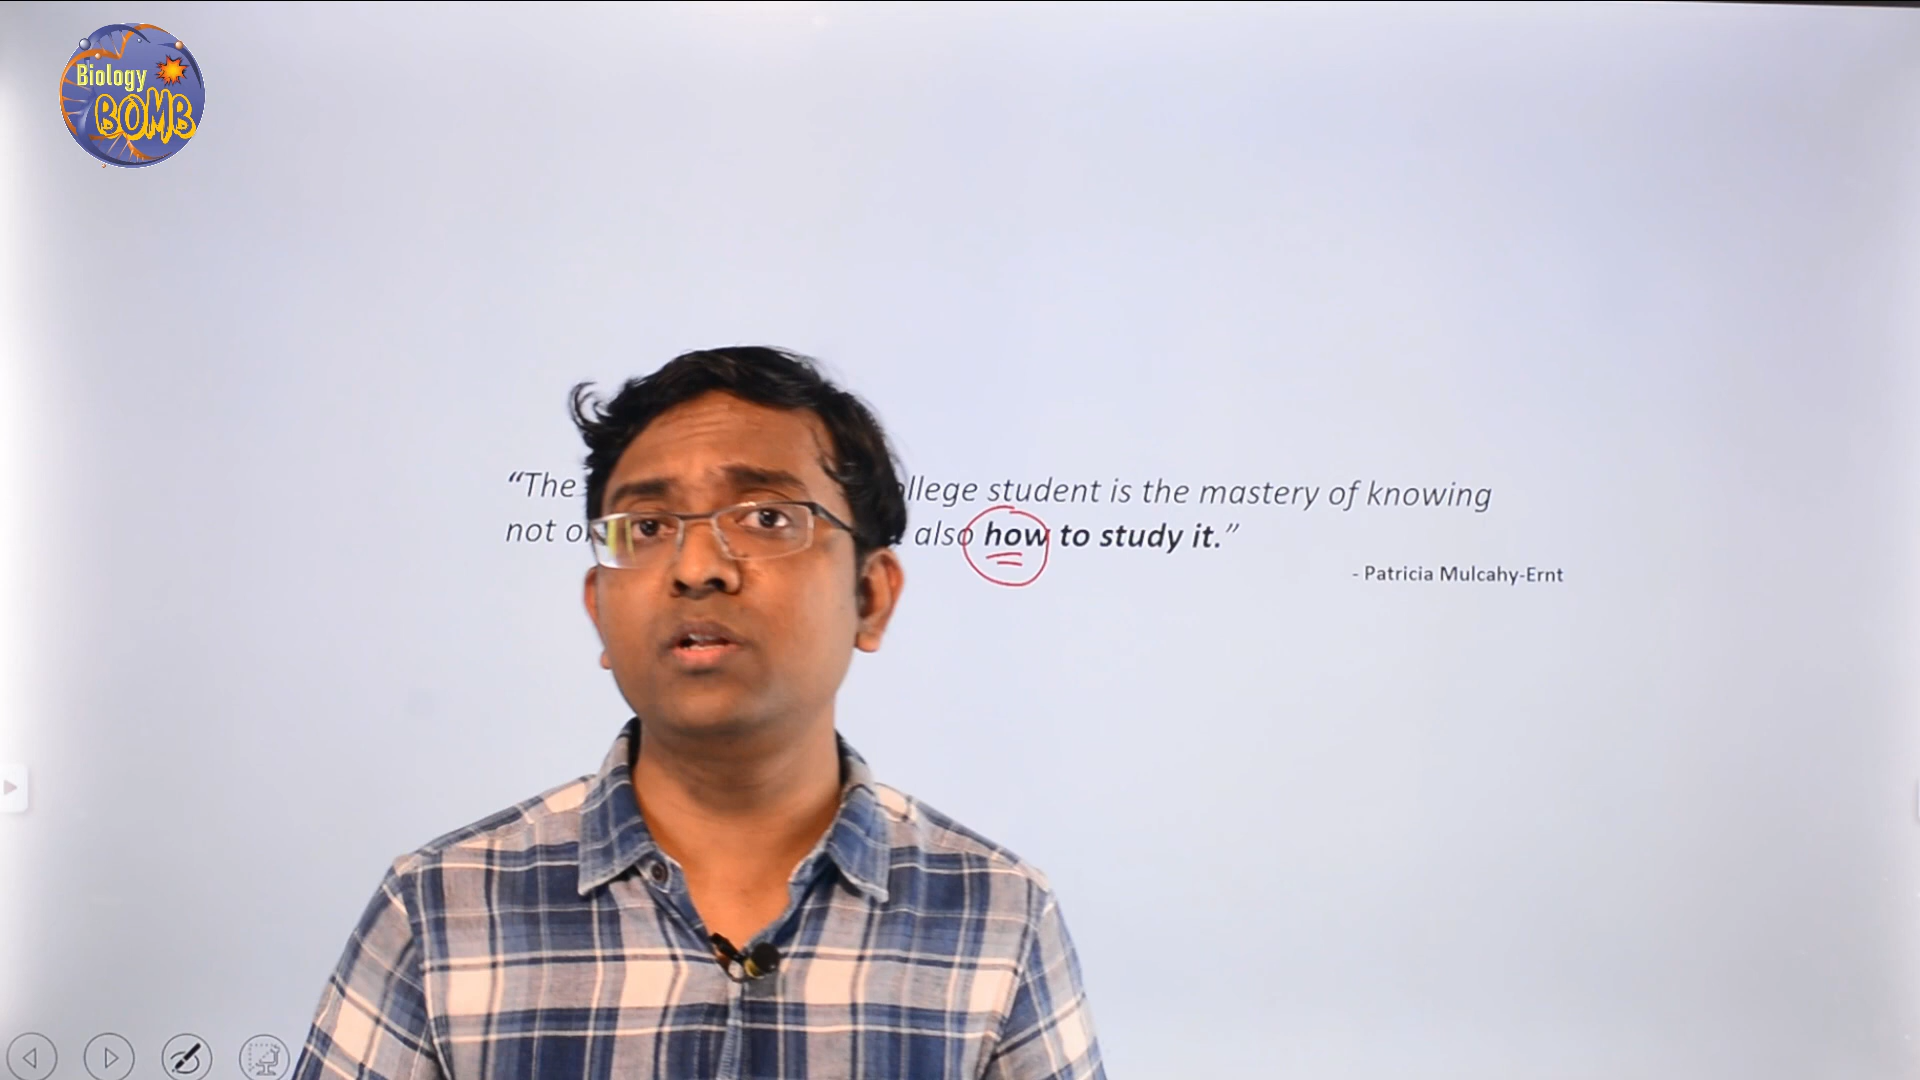 Biology
BOMB
“The llege student is the mastery of knowing
not also how to study it.”
- Patricia Mulcahy-Ernt